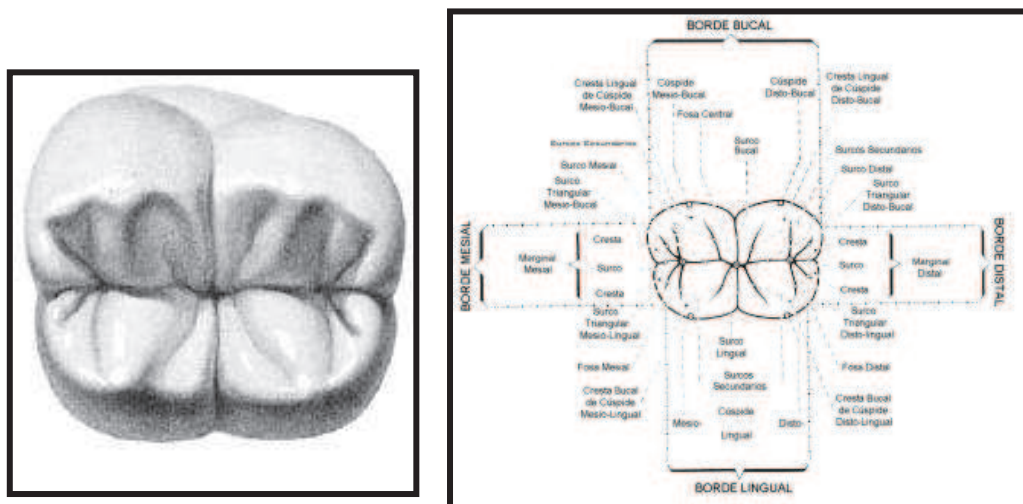 BORDE BUCAL
Cresta Lingual
de Cúspide
Mesio-Bucal
Cúspide
Mesio-Bucal
Cúspide
Disto-Bucal
Cresta Lingual
de Cúspide
Disto-Bucal
Fosa Central
Surco
Bucal
Surcos Secundarios
Surcos Secundarios
Surco Mesial
Surco Distal
Surco
Triangular
Mesio-Bucal
Surco
Triangular
Disto-Bucal
BORDE MESIAL
Marginal
Mesial
Cresta
Surco
Cresta
Cresta
Surco
Cresta
Marginal
Distal
BORDE DISTAL
Surco
Triangular
Mesio-Lingual
Surco
Triangular
Disto-lingual
Surco
Lingual
Fosa Mesial
Fosa Distal
Surcos
Secundarios
Cresta Bucal
de Cúspide
Mesio-Lingual
Cresta Bucal
de Cúspide
Disto-Lingual
Mesio-
Cúspide
Lingual
Disto
BORDE LINGUAL